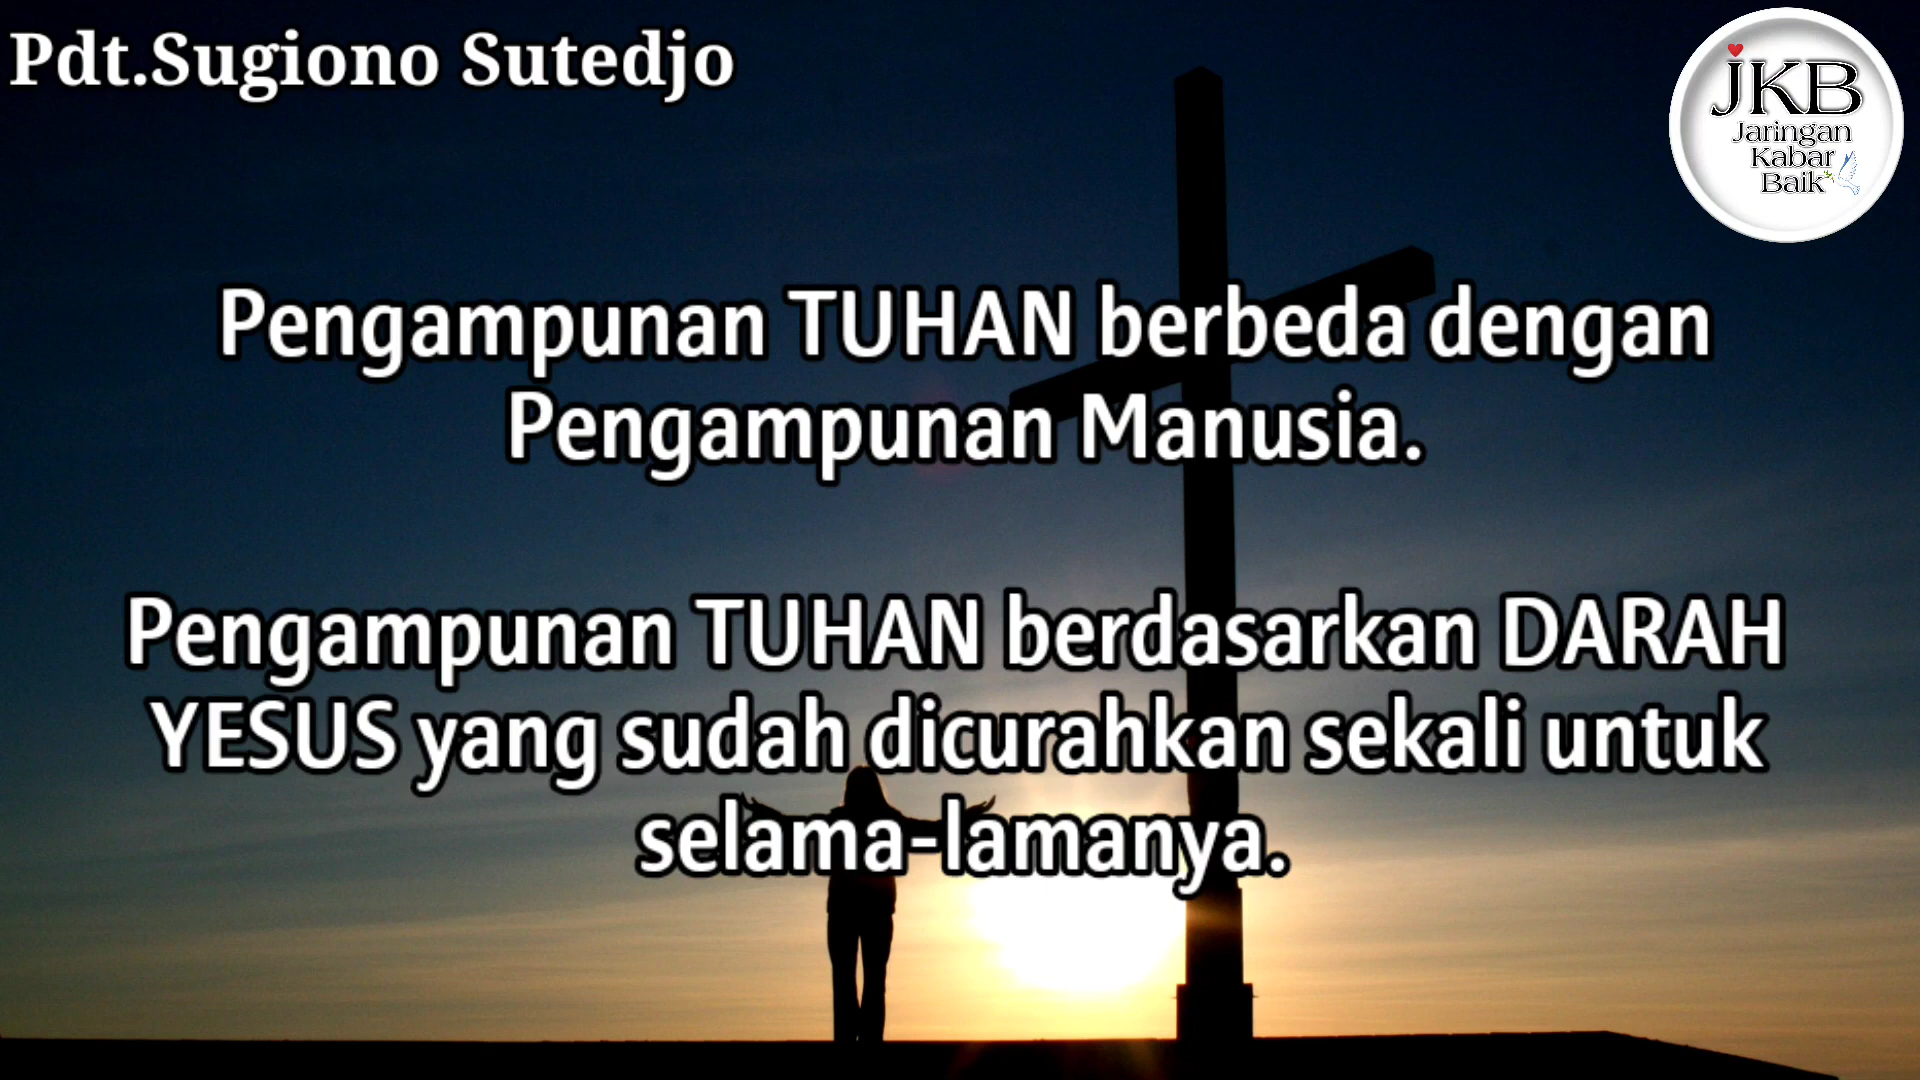 Pdt.Sugiono Sutedjo
JKB
Jaringan
Kabar
Baik
Pengampunan TUHAN berbeda dengan
Pengampunan Manusia.
Pengampunan TUHAN berdasarkan DARAH
YESUS yang sudah dicurahkan sekali untuk
selama-lamanya.